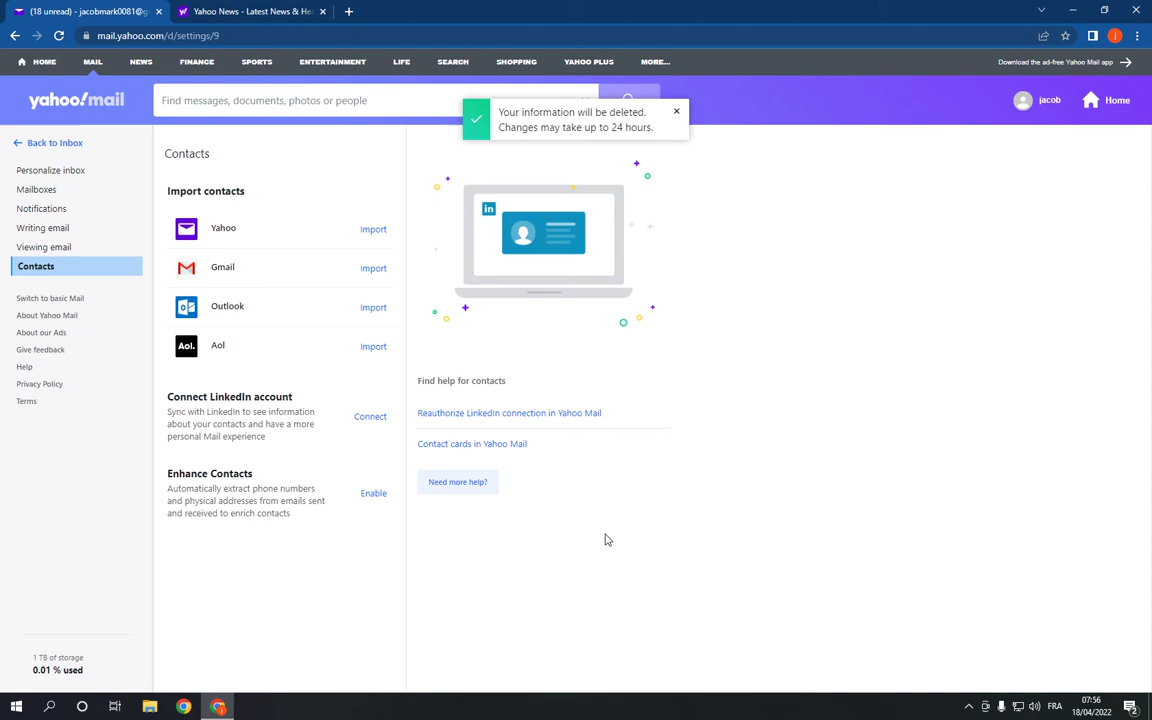 (18 unread) - jacobmark0081@g
Yahoo News - Latest News & He
mail.yahoo.com/d/settings/9
HOME MAIL NEWS FINANCE SPORTS ENTERTAINMENT LIFE SEARCH SHOPPING YAHOO PLUS MORE... Download the ad-free Yahoo Mail app
yahoo!mail
Find messages, documents, photos or people
Your information will be deleted.
Changes may take up to 24 hours.
jacob
Home
Back to Inbox
Personalize inbox
Mailboxes
Notifications
Writing email
Viewing email
Contacts
Switch to basic Mail
About Yahoo Mail
About our Ads
Give feedback
Help
Privacy Policy
Terms
1 TB of storage
0.01 % used
Contacts
Import contacts
Yahoo Import
Gmail Import
Outlook Import
Aol. Aol Import
Connect LinkedIn account
Sync with LinkedIn to see information
about your contacts and have a more
personal Mail experience
Connect
Enhance Contacts
Automatically extract phone numbers
and physical addresses from emails sent
and received to enrich contacts
Enable
in
Find help for contacts
Reauthorize LinkedIn connection in Yahoo Mail
Contact cards in Yahoo Mail
Need more help?
FRA
07:56
18/04/2022
2